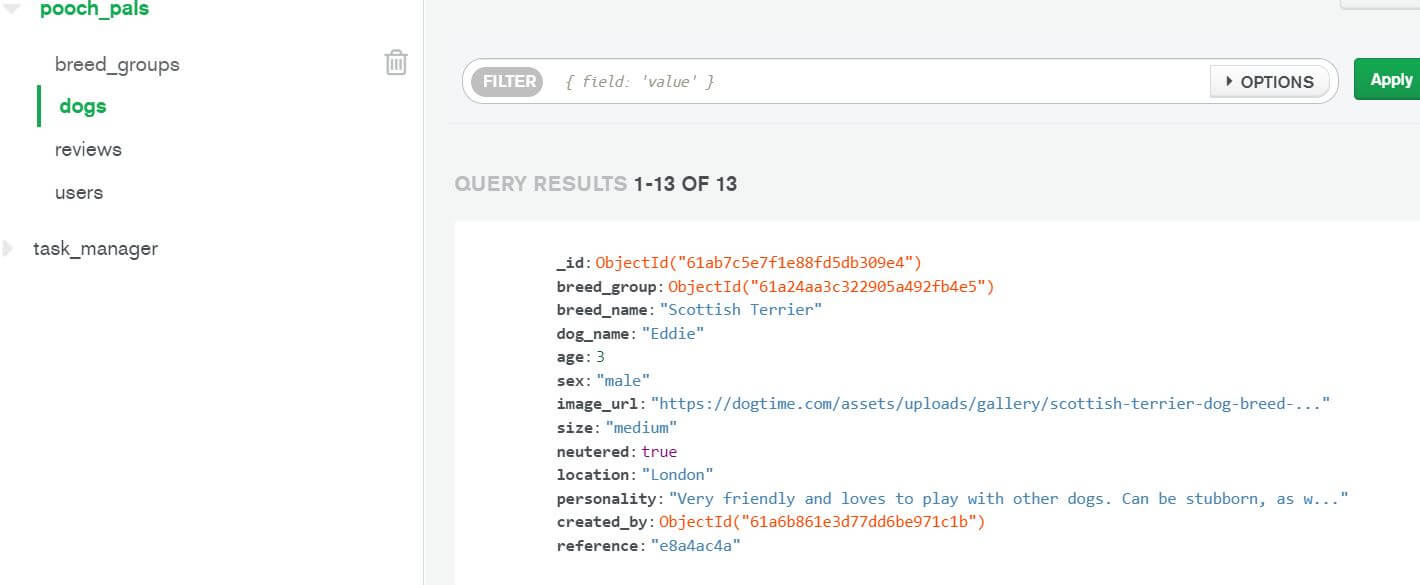 pooch_pals
breed_groups
dogs
reviews
users
task_manager
FILTER { field: 'value' } OPTIONS Apply
QUERY RESULTS 1-13 OF 13
_id: ObjectId("61ab7c5e7f1e88fd5db309e4")
breed_group: ObjectId("61a24aa3c322905a492fb4e5")
breed_name: "Scottish Terrier"
dog_name: "Eddie"
age: 3
sex: "male"
image_url: "https://dogtime.com/assets/uploads/gallery/scottish-terrier-dog-breed-..."
size: "medium"
neutered: true
location: "London"
personality: "Very friendly and loves to play with other dogs. Can be stubborn, as w..."
created_by: ObjectId("61a6b861e3d77dd6be971c1b")
reference: "e8a4ac4a"